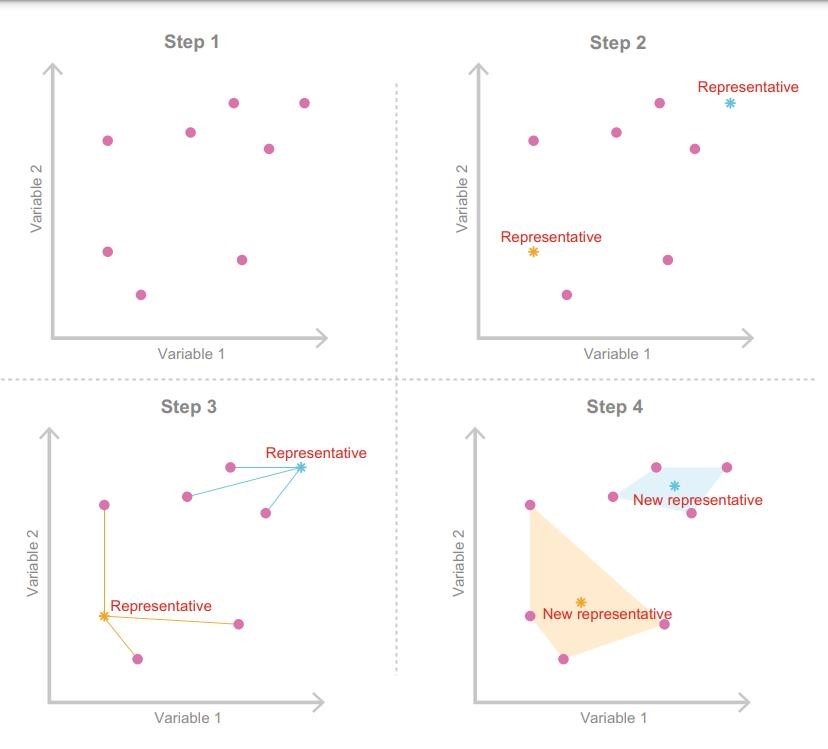 Step 1
Variable 2
Variable 1
Step 2
Representative
Representative
Variable 2
Variable 1
Step 3
Representative
Representative
Variable 2
Variable 1
Step 4
New representative
New representative
Variable 2
Variable 1